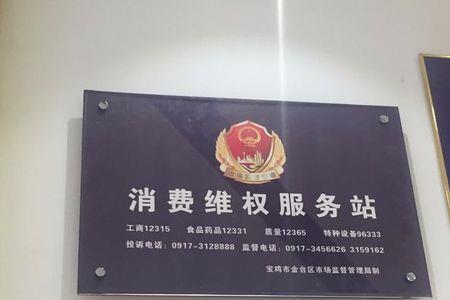 消费维权服务站
工商12315 食品药品12331 质量12365 特种设备96333
投诉电话：0917-3128888 监督电话：0917-3456626 3159162
宝鸡市金台区市场监督管理局制